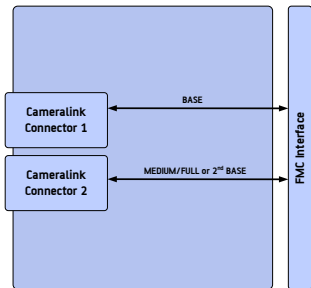 BASE
Cameralink
Connector 1
Cameralink
Connector 2
MEDIUM/FULL or 2nd BASE
FMC Interface